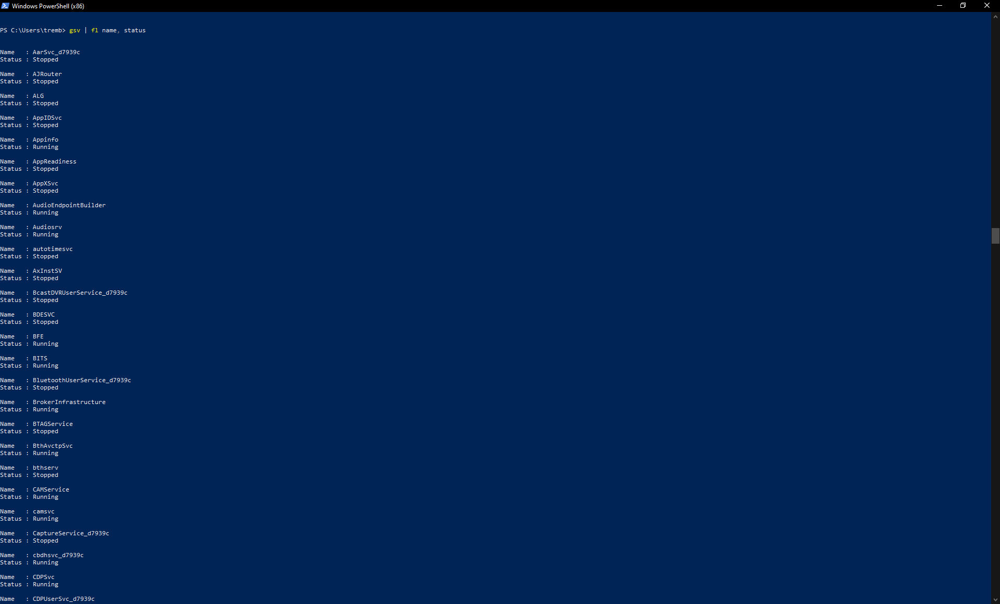 Windows PowerShell (x86)
PS C:\Users\tremb> gsv | fl name, status
Name   : AarSvc_d7939c
Status : Stopped
Name   : AJRouter
Status : Stopped
Name   : ALG
Status : Stopped
Name   : AppIDSvc
Status : Stopped
Name   : Appinfo
Status : Running
Name   : AppReadiness
Status : Stopped
Name   : AppXSvc
Status : Stopped
Name   : AudioEndpointBuilder
Status : Running
Name   : Audiosrv
Status : Running
Name   : autotimesvc
Status : Stopped
Name   : AxInstSV
Status : Stopped
Name   : BcastDVRUserService_d7939c
Status : Stopped
Name   : BDESVC
Status : Stopped
Name   : BFE
Status : Running
Name   : BITS
Status : Running
Name   : BluetoothUserService_d7939c
Status : Stopped
Name   : BrokerInfrastructure
Status : Running
Name   : BTAGService
Status : Stopped
Name   : BthAvctpSvc
Status : Running
Name   : bthserv
Status : Stopped
Name   : CAMService
Status : Running
Name   : camsvc
Status : Running
Name   : CaptureService_d7939c
Status : Stopped
Name   : cbdhsvc_d7939c
Status : Running
Name   : CDPSvc
Status : Running
Name   : CDPUserSvc_d7939c